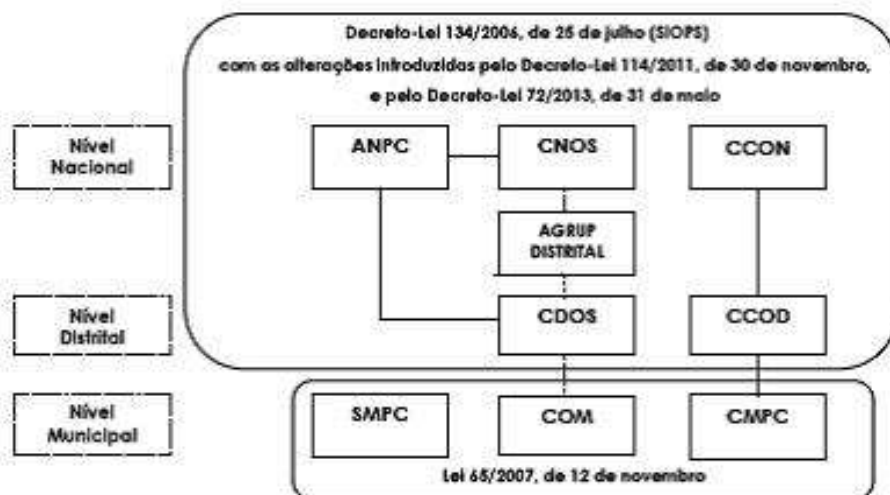 Decreto-Lei 134/2006, de 25 de julho (SIOPS)
com as alterações introduzidas pelo Decreto-Lei 114/2011, de 30 de novembro,
e pelo Decreto-Lei 72/2013, de 31 de maio
Nível
Nacional
ANPC
CNOS
CCON
AGRUP
DISTRITAL
Nível
Distrital
CDOS
CCOD
Nível
Municipal
SMPC
COM
CMPC
Lei 65/2007, de 12 de novembro